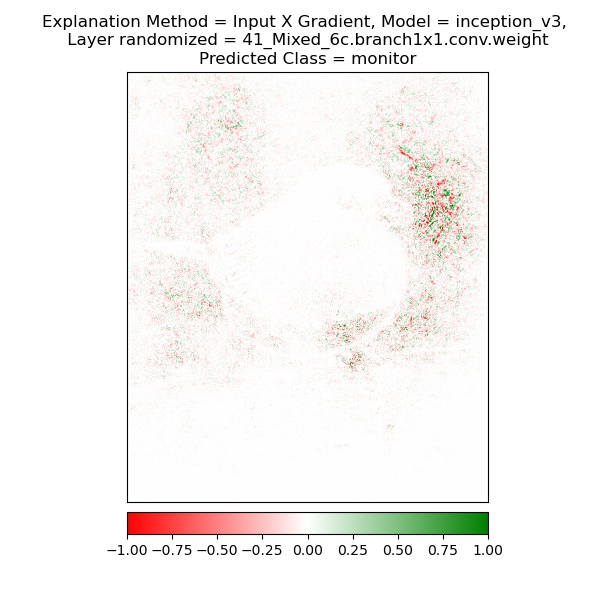 Explanation Method = Input X Gradient, Model = inception_v3,
Layer randomized = 41_Mixed_6c.branch1x1.conv.weight
Predicted Class = monitor
−1.00 −0.75 −0.50 −0.25 0.00 0.25 0.50 0.75 1.00